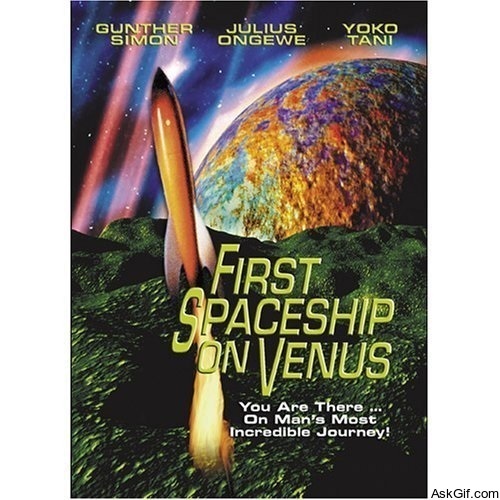 GUNTHER SIMON
JULIUS ONGEWE
YOKO TANI
FIRST
SPACESHIP
ON VENUS
You Are There ...
On Man's Most
Incredible Journey!
AskGif.com